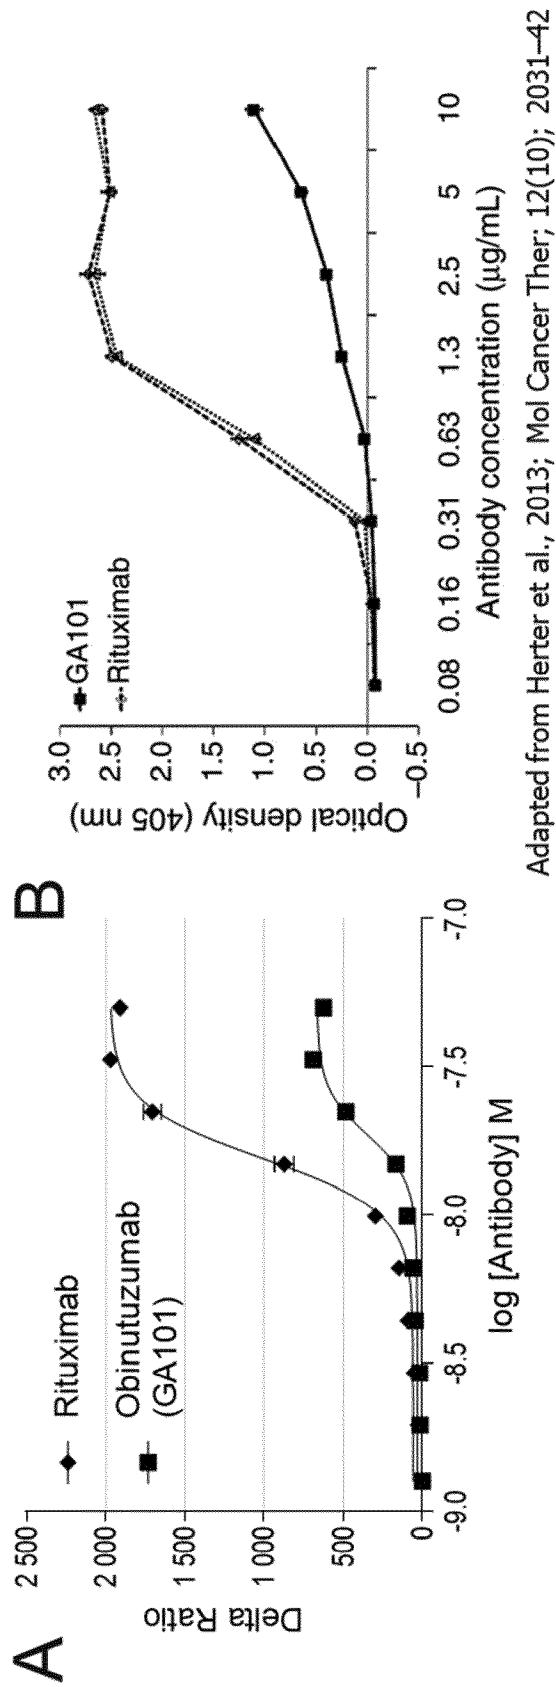 A
Delta Ratio
2 500
2 000
1 500
1 000
500
0
Rituximab
Obinutuzumab
(GA101)
-9.0
-8.5
-8.0
-7.5
-7.0
log [Antibody] M
B
Optical density (405 nm)
3.0
2.5
2.0
1.5
1.0
0.5
0.0
–0.5
GA101
Rituximab
0.08
0.16
0.31
0.63
1.3
2.5
5
10
Antibody concentration (µg/mL)
Adapted from Herter et al., 2013; Mol Cancer Ther; 12(10); 2031–42